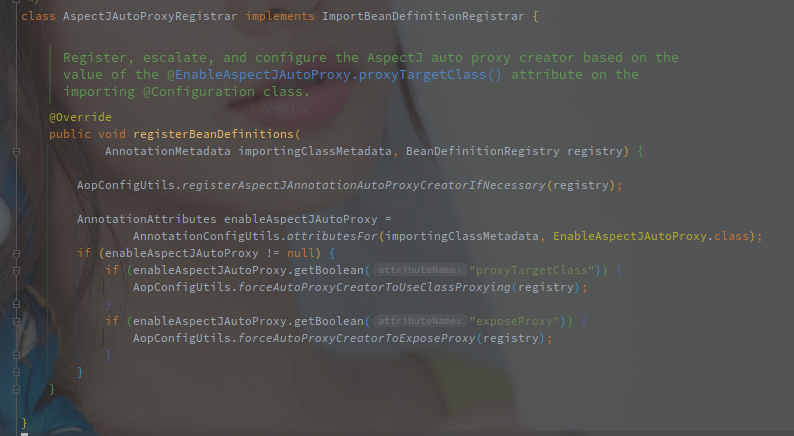 class AspectJAutoProxyRegistrar implements ImportBeanDefinitionRegistrar {
Register, escalate, and configure the AspectJ auto proxy creator based on the
value of the @EnableAspectJAutoProxy.proxyTargetClass() attribute on the
importing @Configuration class.
@Override
public void registerBeanDefinitions(
AnnotationMetadata importingClassMetadata, BeanDefinitionRegistry registry) {
AopConfigUtils.registerAspectJAnnotationAutoProxyCreatorIfNecessary(registry);
AnnotationAttributes enableAspectJAutoProxy =
AnnotationConfigUtils.attributesFor(importingClassMetadata, EnableAspectJAutoProxy.class);
if (enableAspectJAutoProxy != null) {
if (enableAspectJAutoProxy.getBoolean( attributeName: "proxyTargetClass")) {
AopConfigUtils.forceAutoProxyCreatorToUseClassProxying(registry);
}
if (enableAspectJAutoProxy.getBoolean( attributeName: "exposeProxy")) {
AopConfigUtils.forceAutoProxyCreatorToExposeProxy(registry);
}
}
}
}